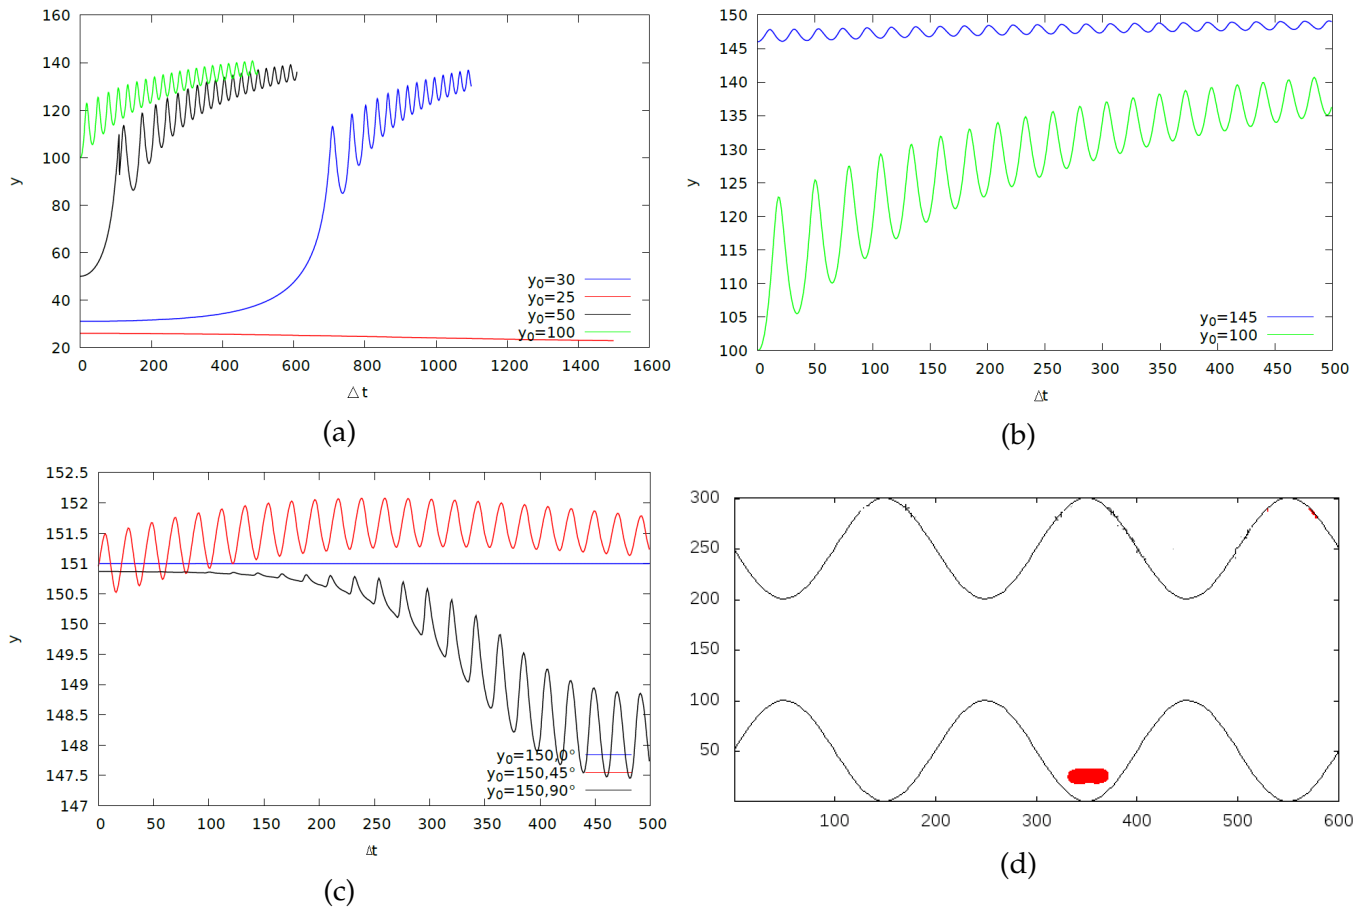 160
140
120
100
80
60
40
20
y
y₀=30
y₀=25
y₀=50
y₀=100
0 200 400 600 800 1000 1200 1400 1600
Δ t
(a)
150
145
140
135
130
125
120
115
110
105
100
y
y₀=145
y₀=100
0 50 100 150 200 250 300 350 400 450 500
Δt
(b)
152.5
152
151.5
151
150.5
150
149.5
149
148.5
148
147.5
147
y
y₀=150,0°
y₀=150,45°
y₀=150,90°
0 50 100 150 200 250 300 350 400 450 500
Δt
(c)
300
250
200
150
100
50
100 200 300 400 500 600
(d)